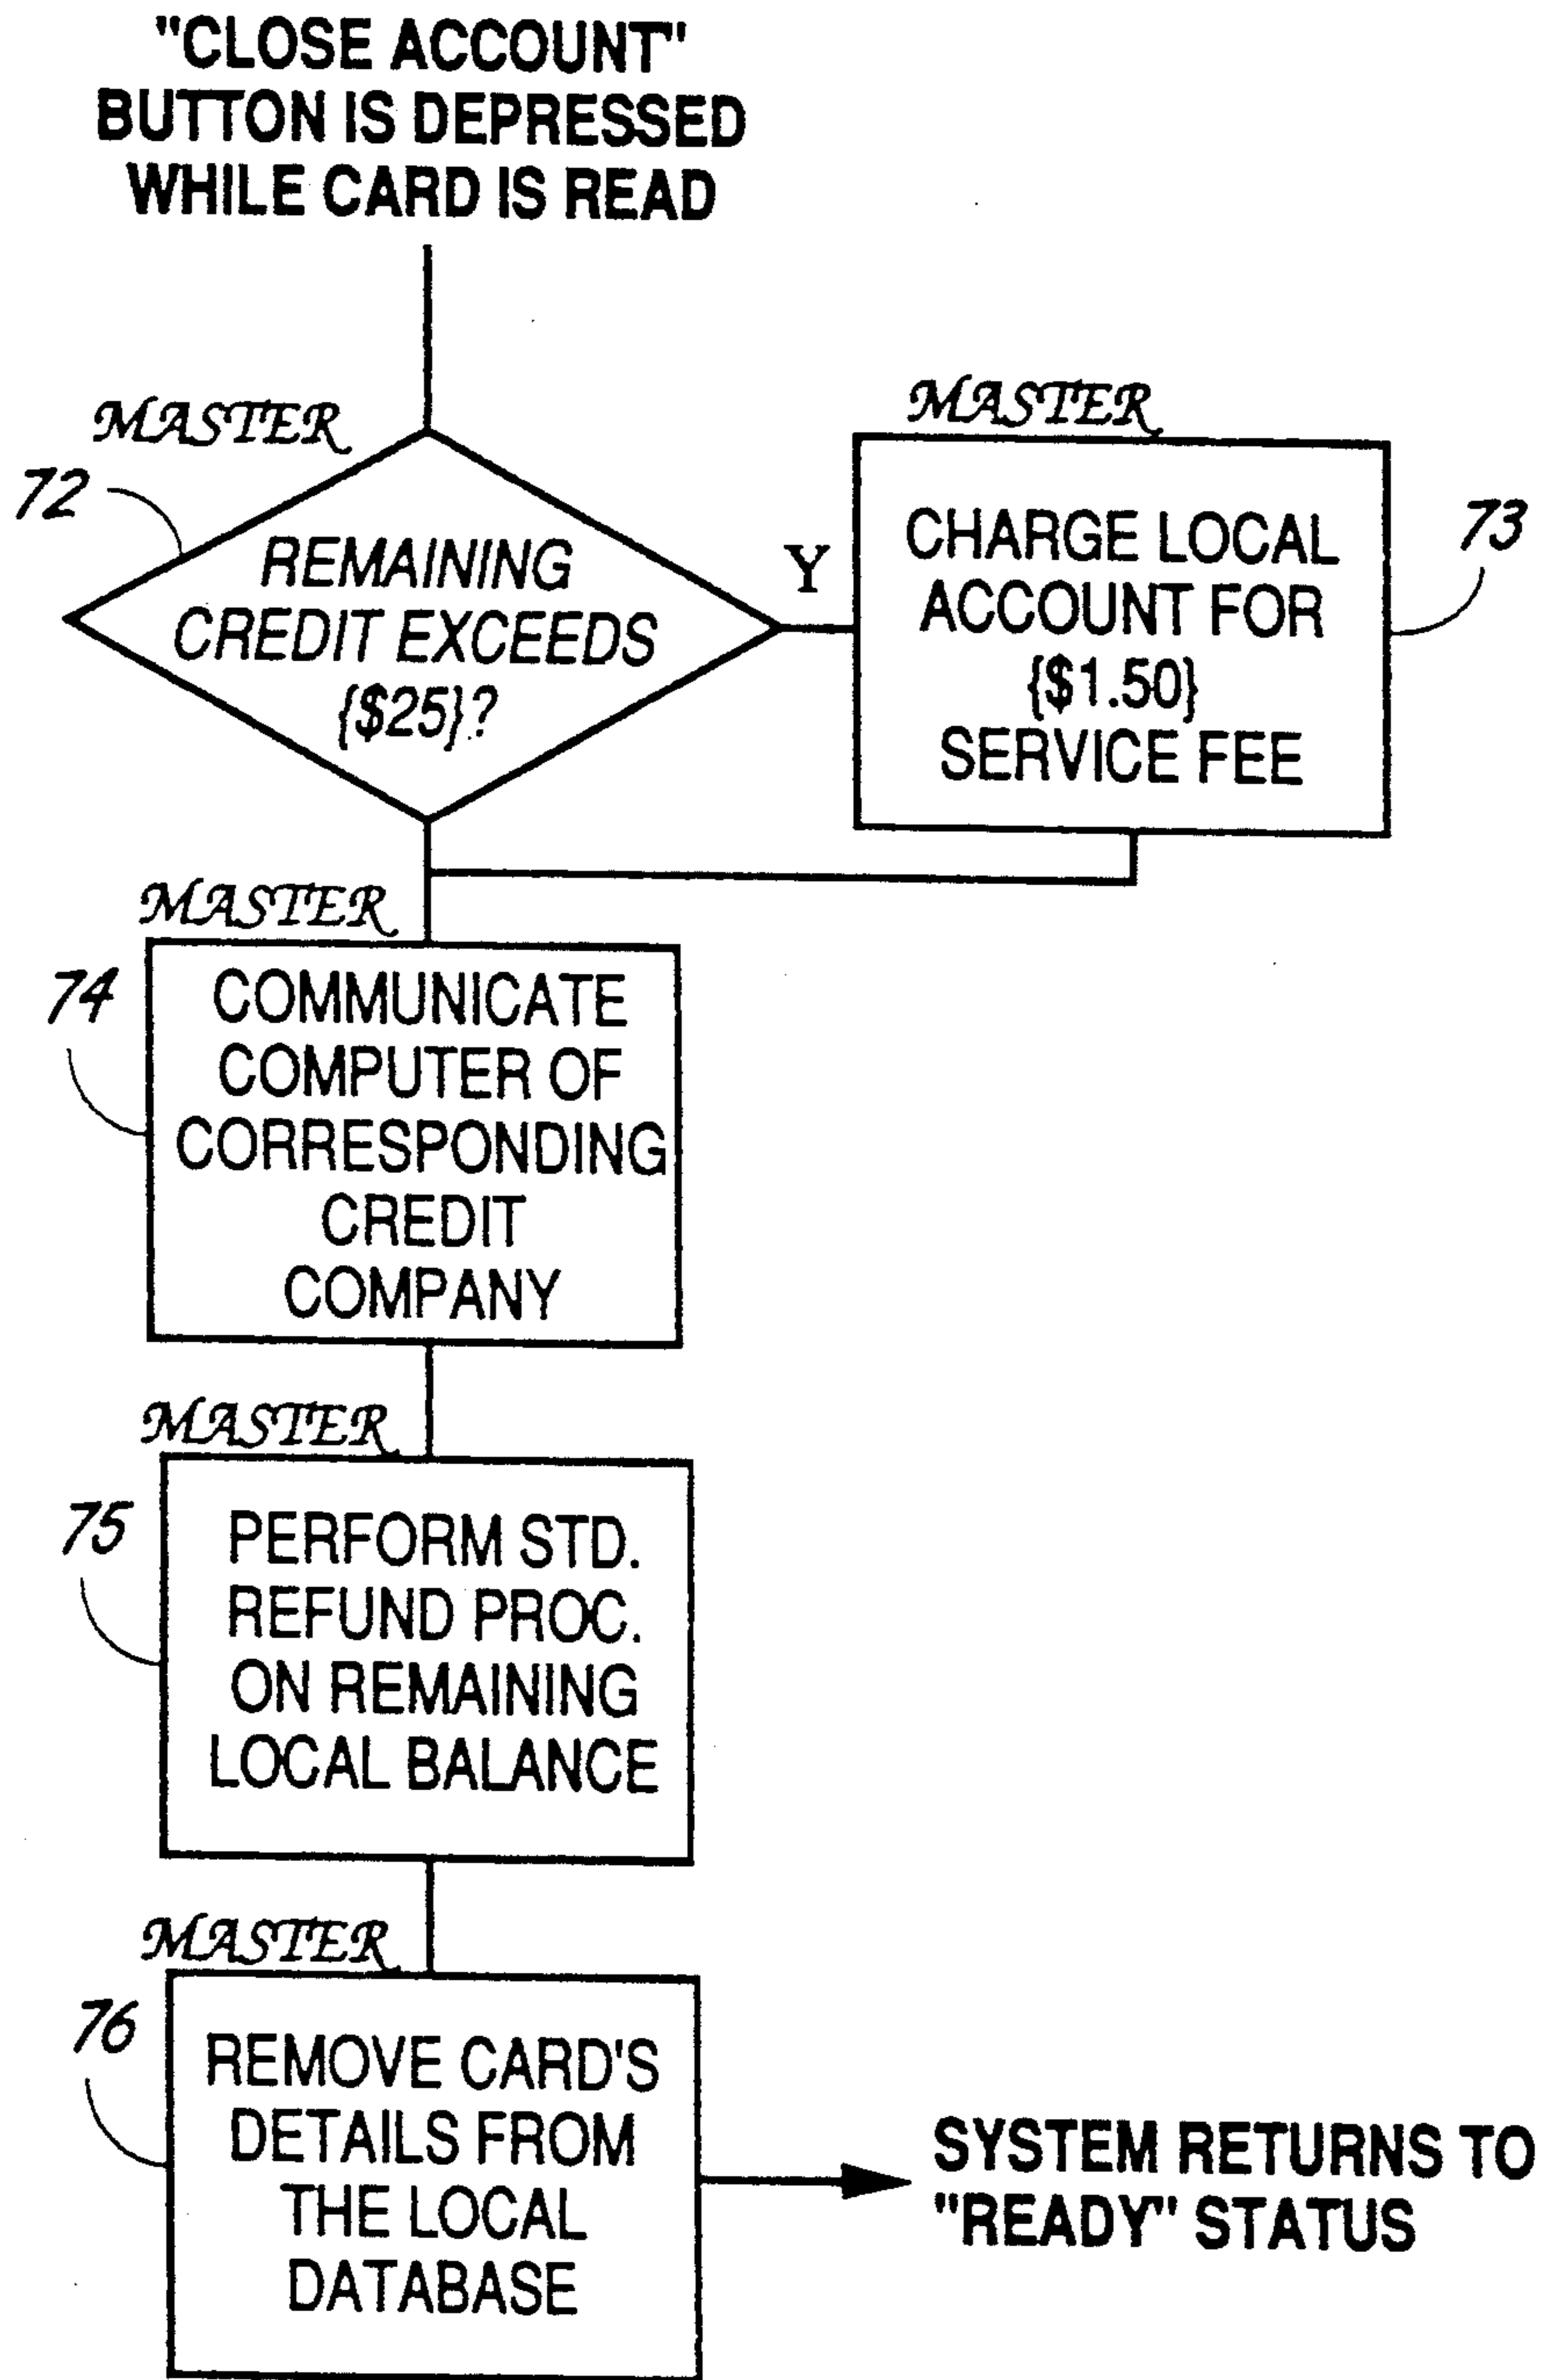 "CLOSE ACCOUNT"
BUTTON IS DEPRESSED
WHILE CARD IS READ
MASTER
72
REMAINING
CREDIT EXCEEDS
{$25}?
Y
MASTER
CHARGE LOCAL
ACCOUNT FOR
{$1.50}
SERVICE FEE
73
MASTER
74
COMMUNICATE
COMPUTER OF
CORRESPONDING
CREDIT
COMPANY
MASTER
75
PERFORM STD.
REFUND PROC.
ON REMAINING
LOCAL BALANCE
MASTER
76
REMOVE CARD'S
DETAILS FROM
THE LOCAL
DATABASE
SYSTEM RETURNS TO
"READY" STATUS